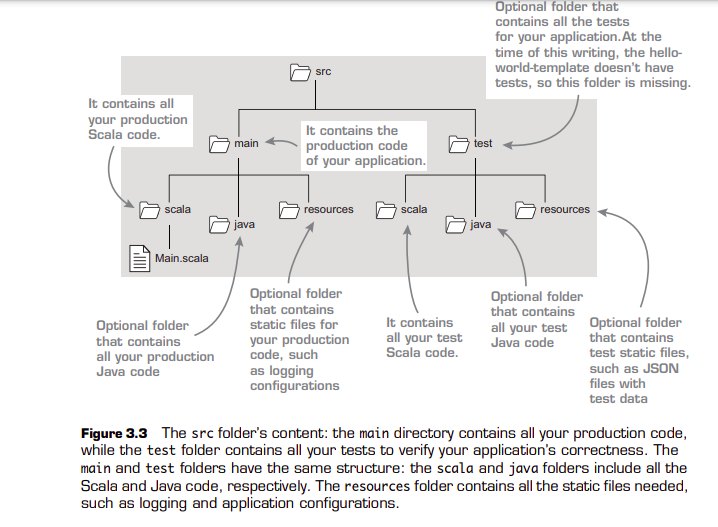 Optional folder that
contains all the tests
for your application.At the
time of this writing, the hello-
world-template doesn't have
tests, so this folder is missing.
src
It contains all
your production
Scala code.
main
It contains the
production code
of your application.
test
scala
java
resources
scala
java
resources
Main.scala
Optional folder
that contains
all your production
Java code
Optional folder
that contains
static files for
your production
code, such
as logging
configurations
It contains
all your test
Scala code.
Optional folder
that contains
all your test
Java code
Optional folder
that contains
test static files,
such as JSON
files with
test data
Figure 3.3 The src folder's content: the main directory contains all your production code,
while the test folder contains all your tests to verify your application's correctness. The
main and test folders have the same structure: the scala and java folders include all the
Scala and Java code, respectively. The resources folder contains all the static files needed,
such as logging and application configurations.